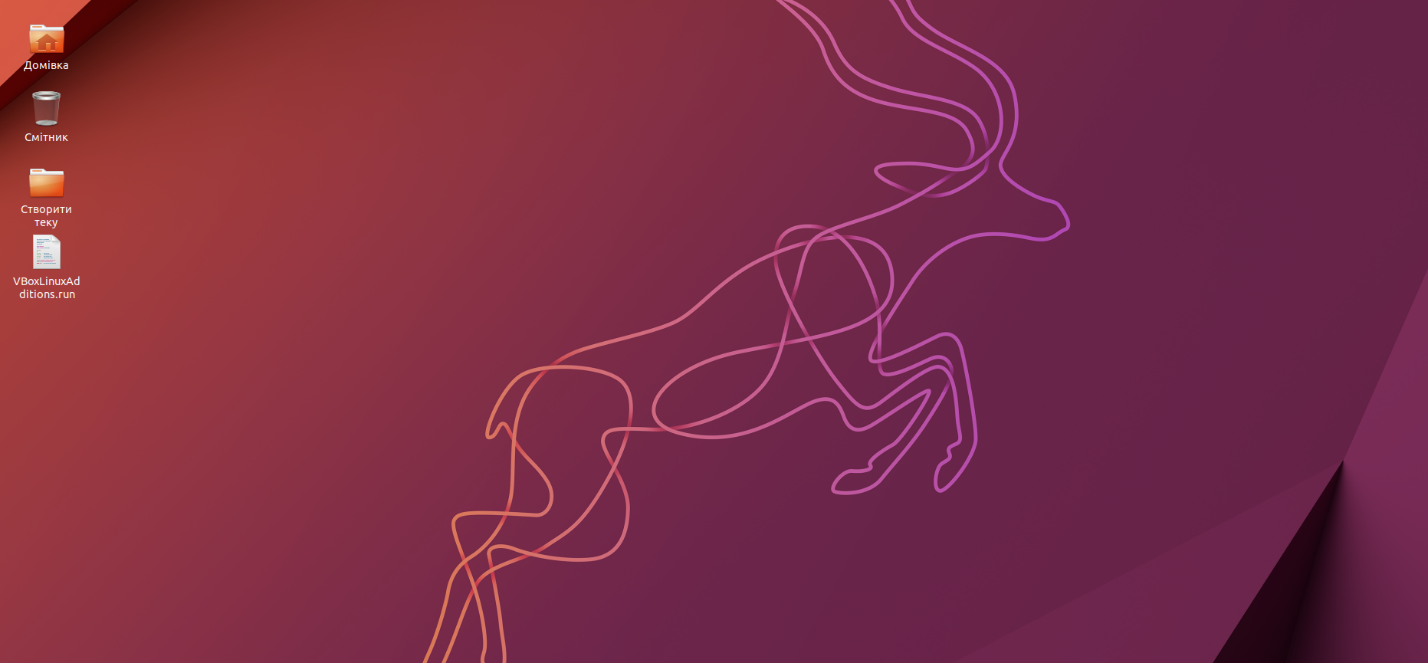 Домівка
Смітник
Створити
теку
VBoxLinuxAd
ditions.run